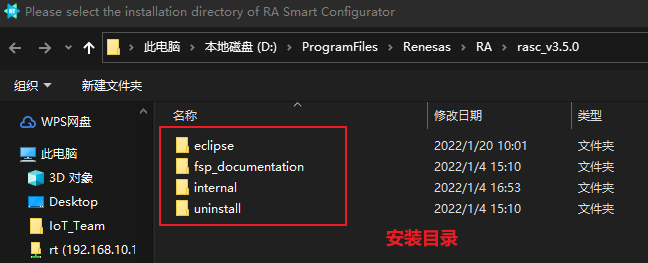 Please select the installation directory of RA Smart Configurator
此电脑 > 本地磁盘 (D:) > ProgramFiles > Renesas > RA > rasc_v3.5.0
组织 新建文件夹
名称 修改日期 类型
WPS网盘
此电脑
3D 对象
Desktop
IoT_Team
rt (192.168.10.1
eclipse 2022/1/20 10:01 文件夹
fsp_documentation 2022/1/4 15:10 文件夹
internal 2022/1/4 16:53 文件夹
uninstall 2022/1/4 15:10 文件夹
安装目录